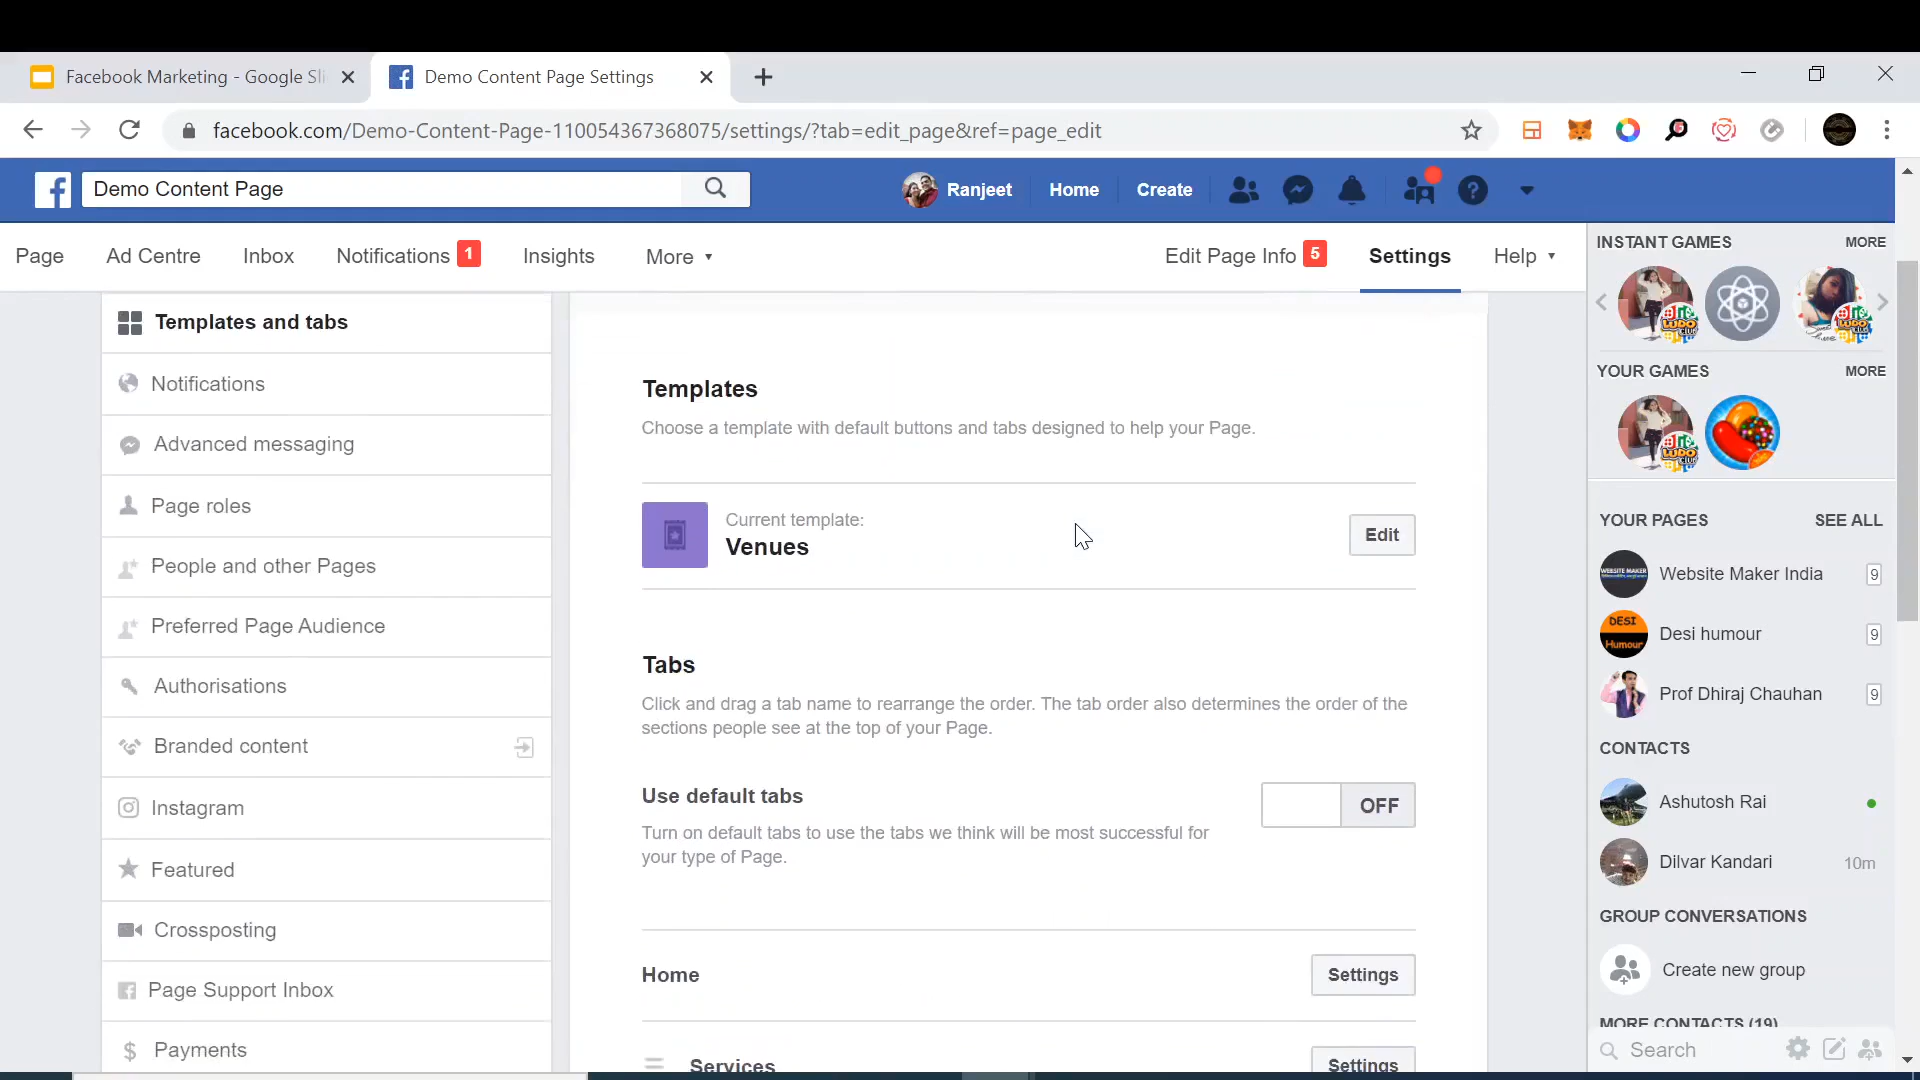 Facebook Marketing - Google Sli
Demo Content Page Settings
facebook.com/Demo-Content-Page-110054367368075/settings/?tab=edit_page&ref=page_edit
Demo Content Page
Ranjeet
Home
Create
Page
Ad Centre
Inbox
Notifications 1
Insights
More
Edit Page Info 5
Settings
Help
Templates and tabs
Notifications
Advanced messaging
Page roles
People and other Pages
Preferred Page Audience
Authorisations
Branded content
Instagram
Featured
Crossposting
Page Support Inbox
$ Payments
Templates
Choose a template with default buttons and tabs designed to help your Page.
Current template:
Venues
Edit
Tabs
Click and drag a tab name to rearrange the order. The tab order also determines the order of the
sections people see at the top of your Page.
Use default tabs
OFF
Turn on default tabs to use the tabs we think will be most successful for
your type of Page.
Home
Settings
Services
Settings
INSTANT GAMES
MORE
LUDO
LUDO
YOUR GAMES
MORE
LUDO
YOUR PAGES
SEE ALL
WEBSITE MAKER
Website Maker India
9
DESI
Humour
Desi humour
9
Prof Dhiraj Chauhan
9
CONTACTS
Ashutosh Rai
Dilvar Kandari
10m
GROUP CONVERSATIONS
Create new group
MORE CONTACTS (19)
Search